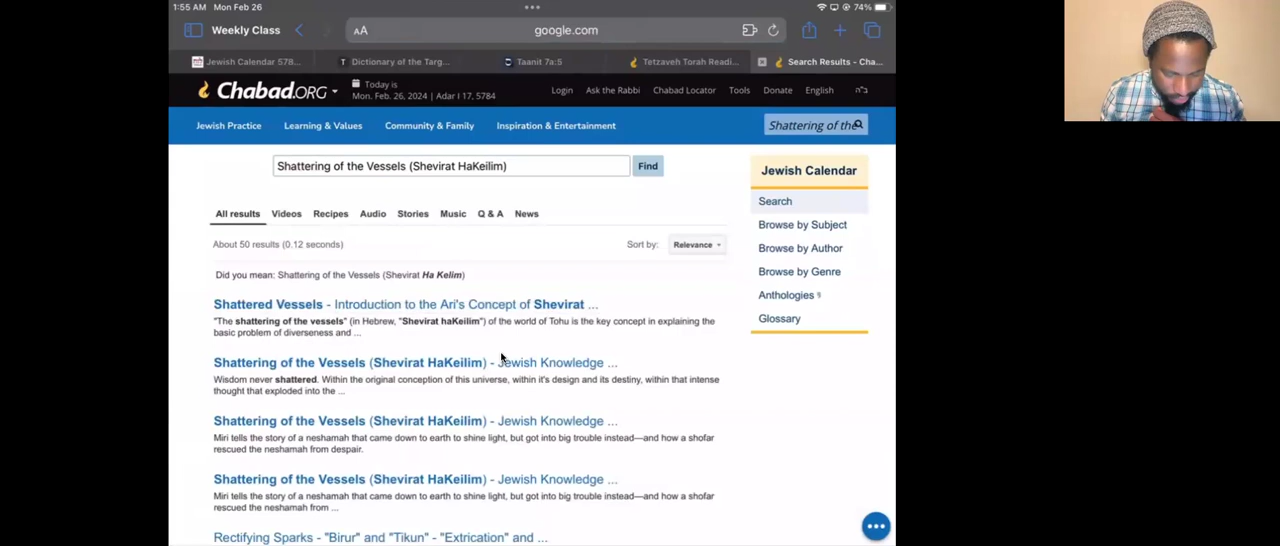 1:55 AM Mon Feb 26
74%
Weekly Class
AA
google.com
Jewish Calendar 578...
Dictionary of the Targ...
Taanit 7a:5
Tetzaveh Torah Readi...
Search Results - Cha...
Chabad.ORG
Today is
Mon. Feb. 26, 2024 | Adar I 17, 5784
Login
Ask the Rabbi
Chabad Locator
Tools
Donate
English
ב"ה
Jewish Practice
Learning & Values
Community & Family
Inspiration & Entertainment
Shattering of the
Shattering of the Vessels (Shevirat HaKeilim)
Find
All results
Videos
Recipes
Audio
Stories
Music
Q & A
News
About 50 results (0.12 seconds)
Sort by:
Relevance
Did you mean: Shattering of the Vessels (Shevirat Ha Kelim)
Shattered Vessels - Introduction to the Ari's Concept of Shevirat ...
"The shattering of the vessels" (in Hebrew, "Shevirat haKeilim") of the world of Tohu is the key concept in explaining the
basic problem of diverseness and ...
Shattering of the Vessels (Shevirat HaKeilim) - Jewish Knowledge ...
Wisdom never shattered. Within the original conception of this universe, within it's design and its destiny, within that intense
thought that exploded into the ...
Shattering of the Vessels (Shevirat HaKeilim) - Jewish Knowledge ...
Miri tells the story of a neshamah that came down to earth to shine light, but got into big trouble instead—and how a shofar
rescued the neshamah from despair.
Shattering of the Vessels (Shevirat HaKeilim) - Jewish Knowledge ...
Miri tells the story of a neshamah that came down to earth to shine light, but got into big trouble instead—and how a shofar
rescued the neshamah from ...
Rectifying Sparks - "Birur" and "Tikun" - "Extrication" and ...
Jewish Calendar
Search
Browse by Subject
Browse by Author
Browse by Genre
Anthologies
Glossary